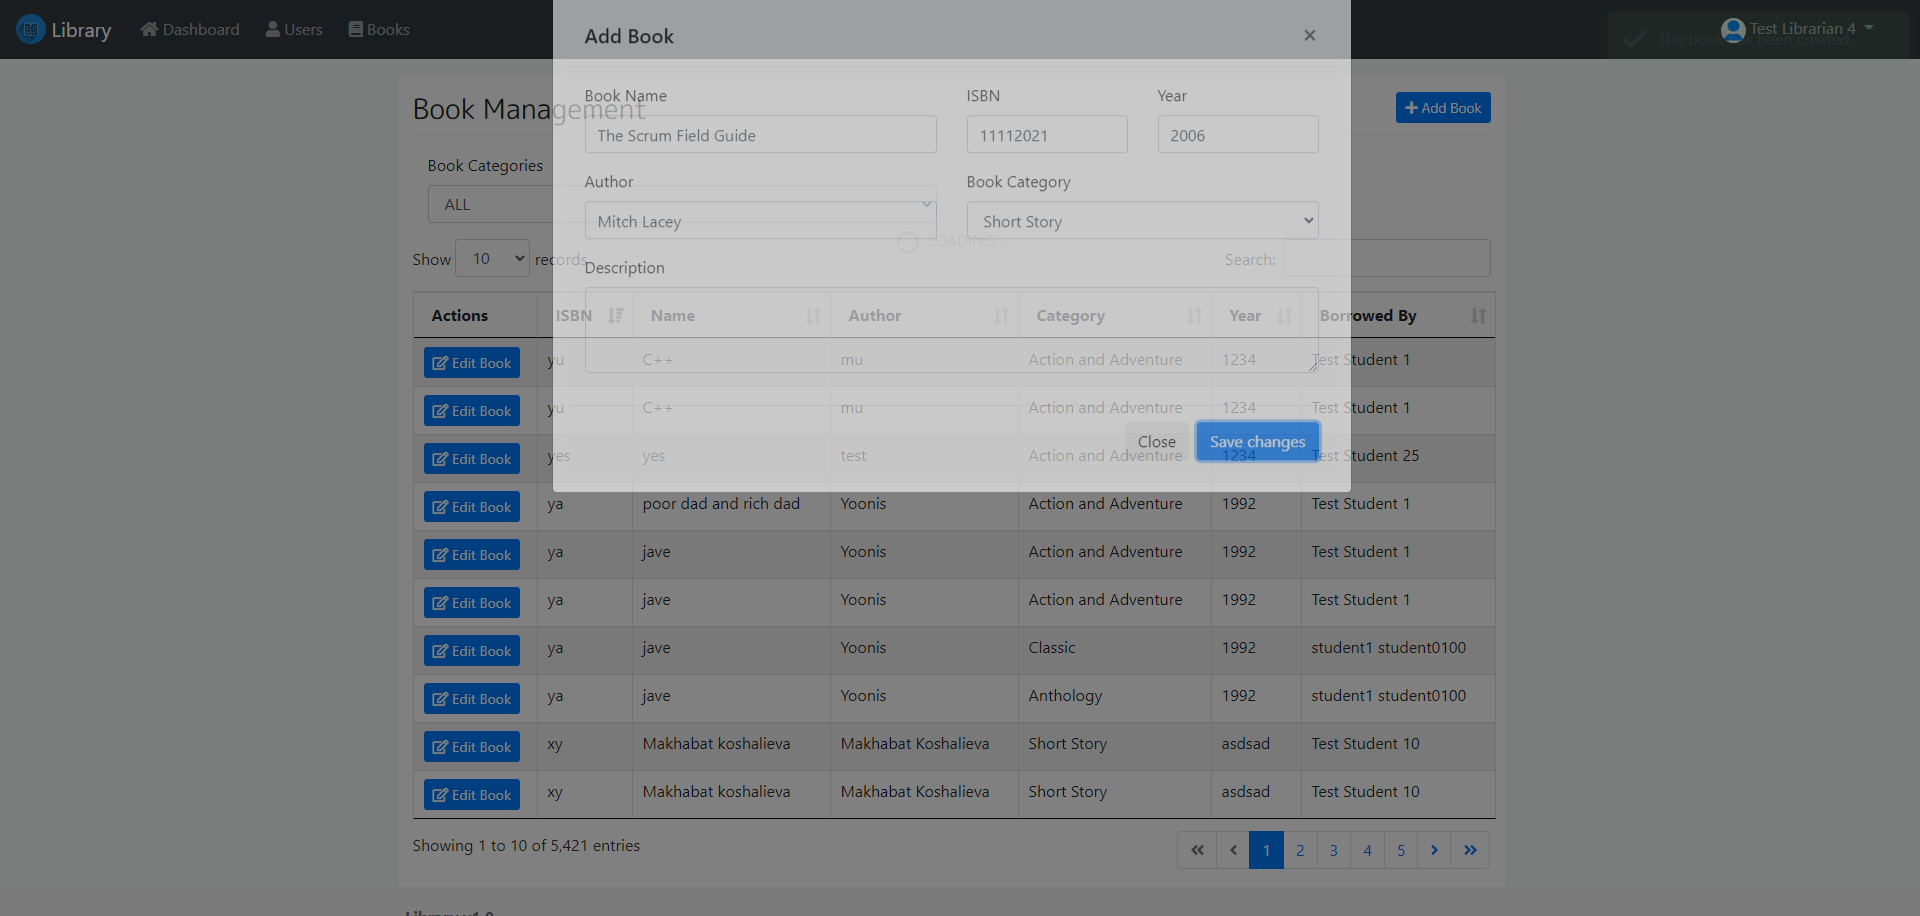 Library Dashboard Users Books Test Librarian 4
The book has been created.
Add Book ×
Book Name ISBN Year
The Scrum Field Guide 11112021 2006
Author Book Category
Mitch Lacey Short Story
Description
Close Save changes
Book Management Add Book
Book Categories
ALL
LOADING...
Show 10 records Search:
Actions ISBN Name Author Category Year Borrowed By
Edit Book yu C++ mu Action and Adventure 1234 Test Student 1
Edit Book yu C++ mu Action and Adventure 1234 Test Student 1
Edit Book yes yes test Action and Adventure 1234 Test Student 25
Edit Book ya poor dad and rich dad Yoonis Action and Adventure 1992 Test Student 1
Edit Book ya jave Yoonis Action and Adventure 1992 Test Student 1
Edit Book ya jave Yoonis Action and Adventure 1992 Test Student 1
Edit Book ya jave Yoonis Classic 1992 student1 student0100
Edit Book ya jave Yoonis Anthology 1992 student1 student0100
Edit Book xy Makhabat koshalieva Makhabat Koshalieva Short Story asdsad Test Student 10
Edit Book xy Makhabat koshalieva Makhabat Koshalieva Short Story asdsad Test Student 10
Showing 1 to 10 of 5,421 entries « ‹ 1 2 3 4 5 › »